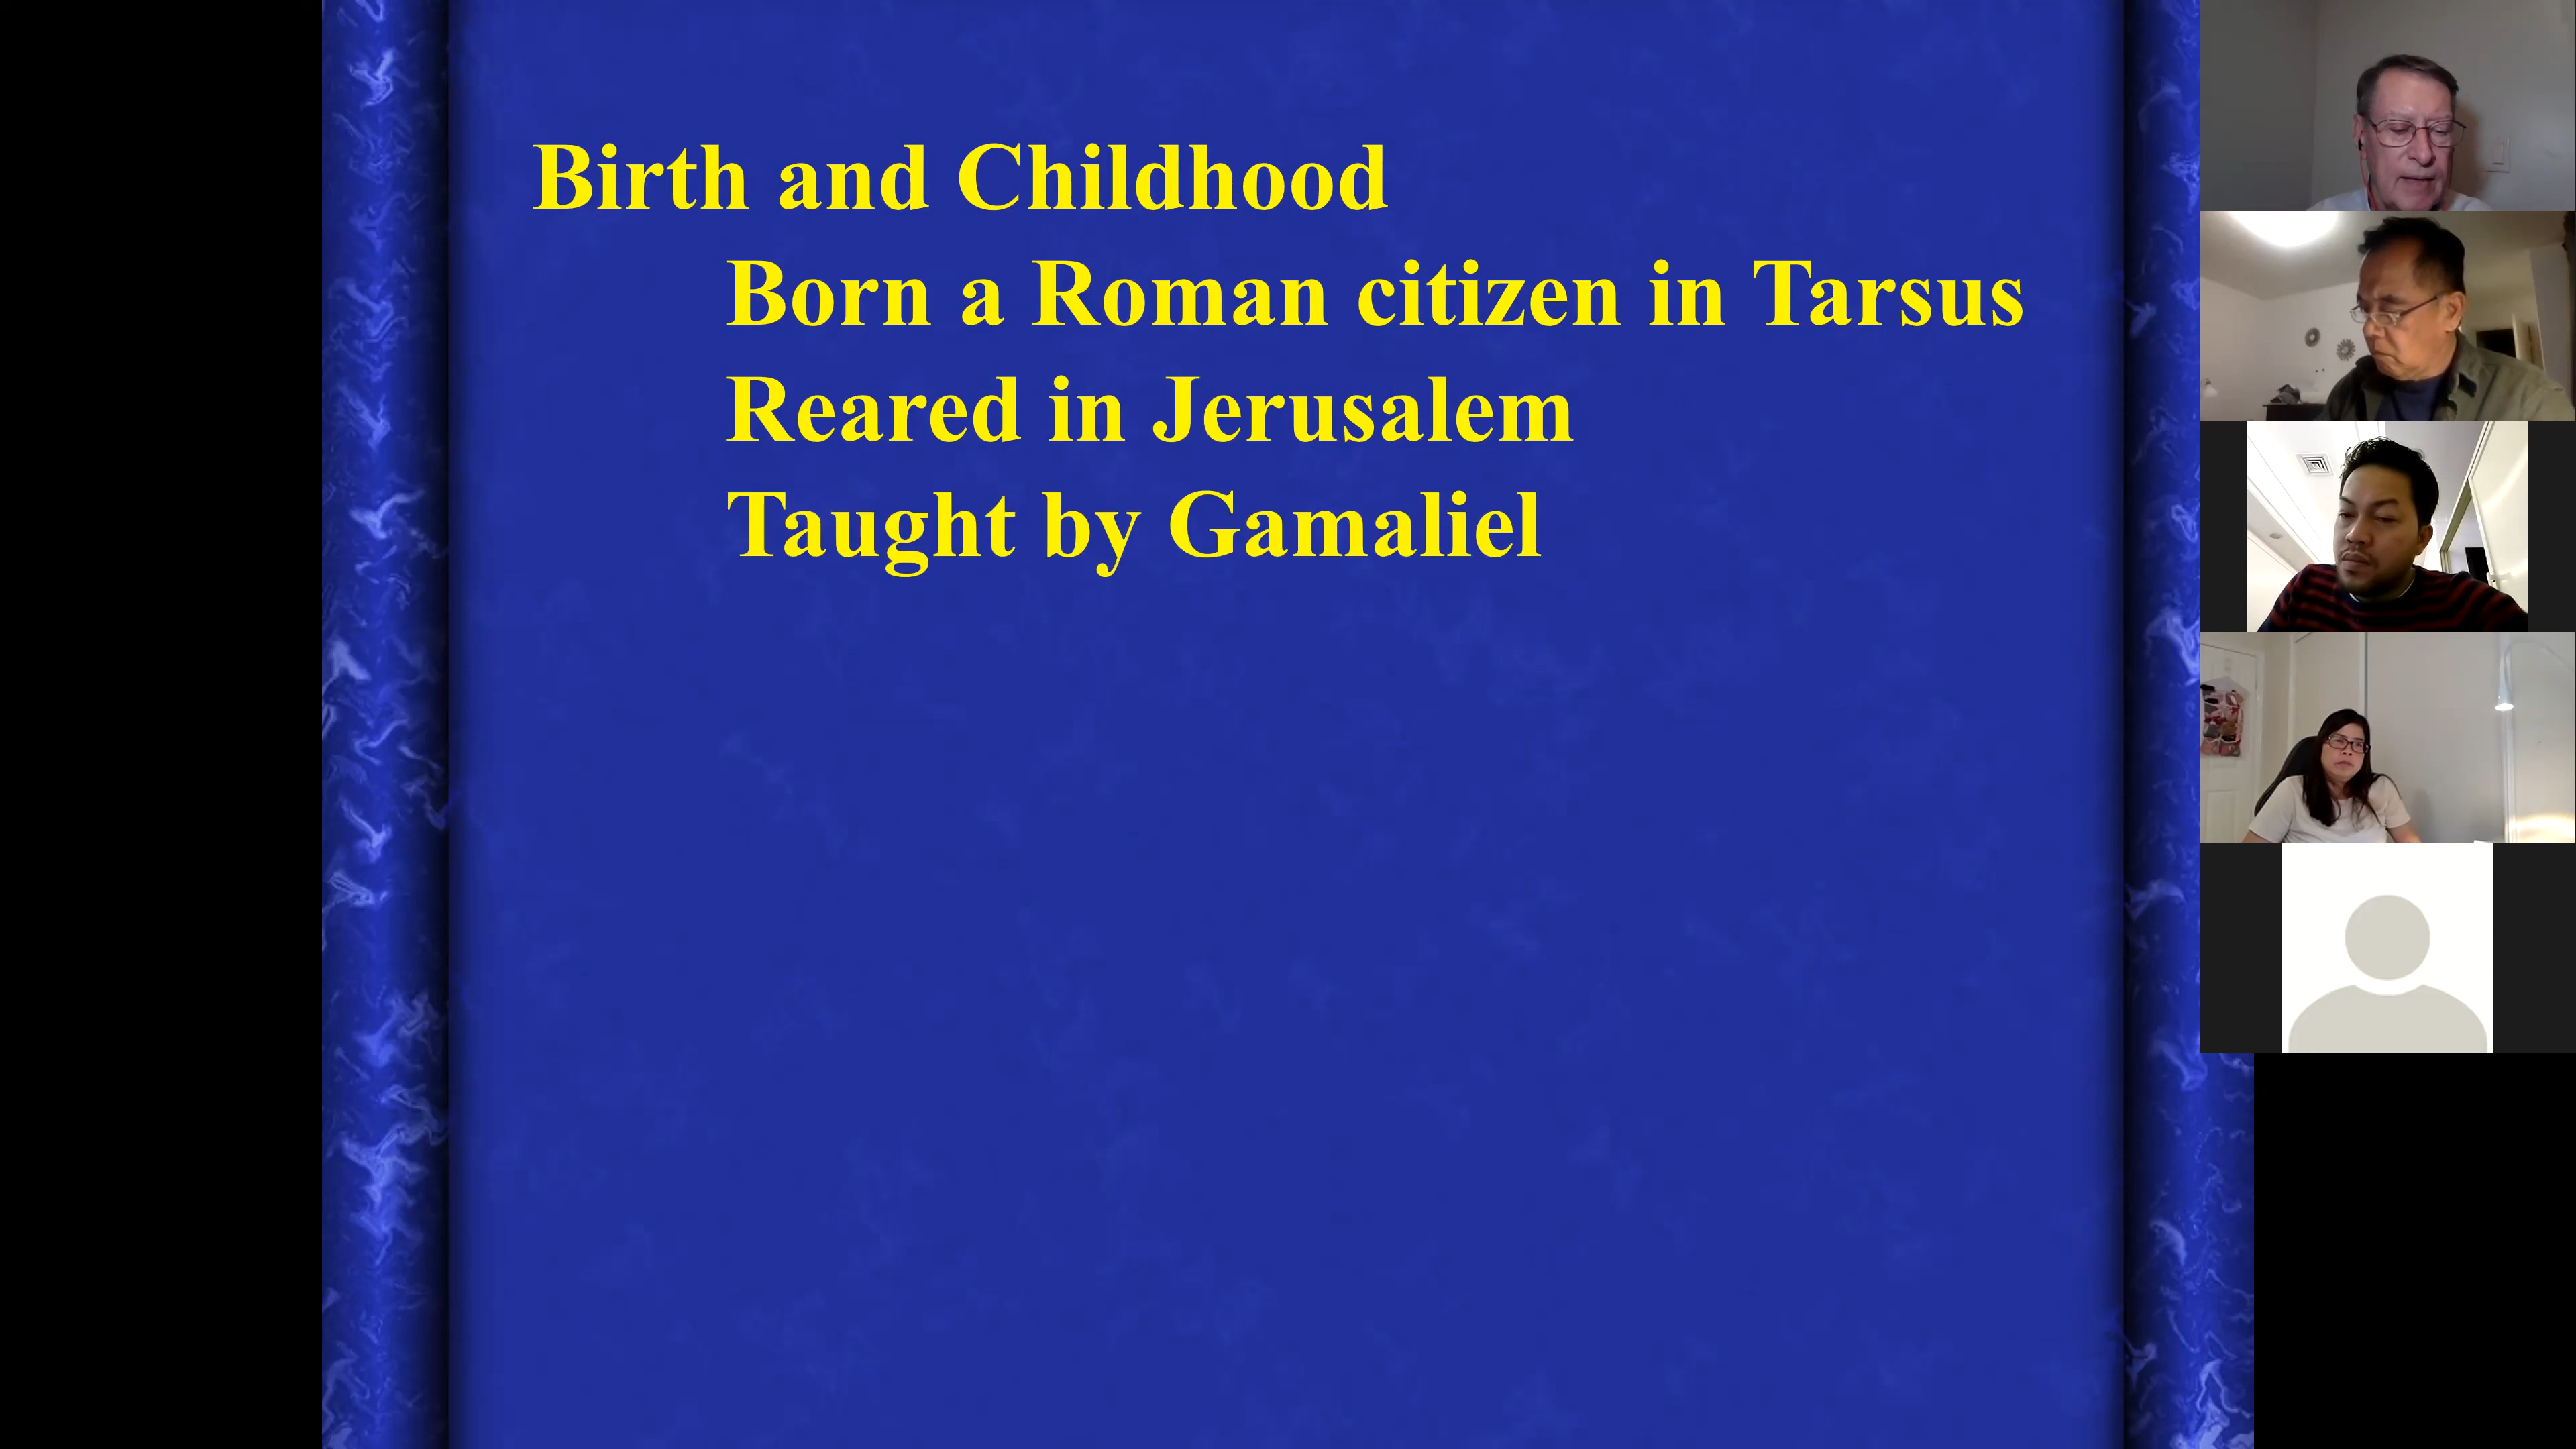 Birth and Childhood
Born a Roman citizen in Tarsus
Reared in Jerusalem
Taught by Gamaliel